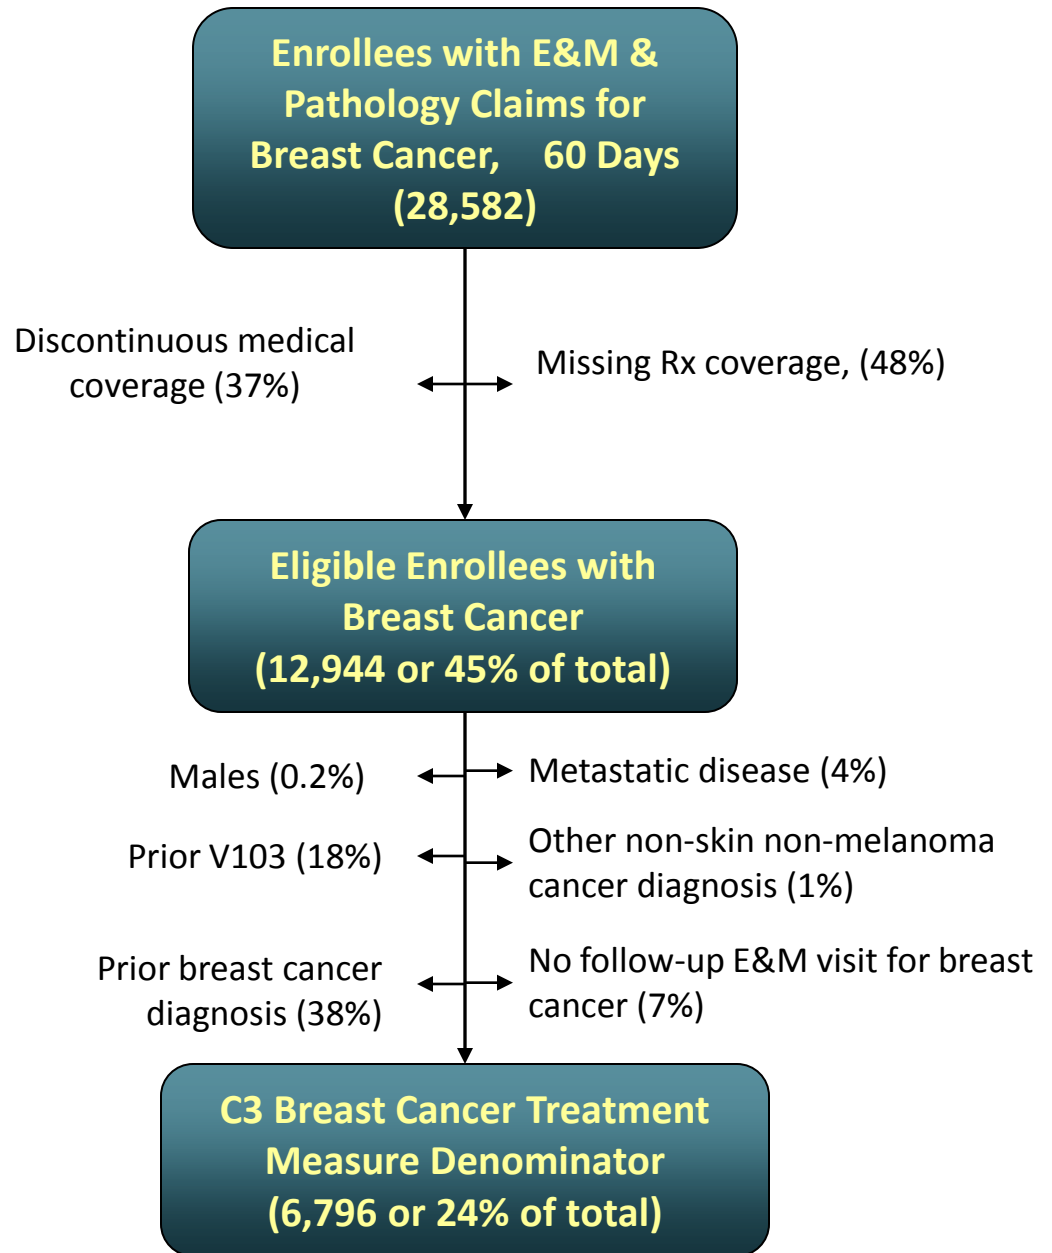 Enrollees with E&M &
Pathology Claims for
Breast Cancer, 60 Days
(28,582)
Discontinuous medical
coverage (37%)
Missing Rx coverage, (48%)
Eligible Enrollees with
Breast Cancer
(12,944 or 45% of total)
Males (0.2%)
Metastatic disease (4%)
Prior V103 (18%)
Other non-skin non-melanoma
cancer diagnosis (1%)
Prior breast cancer
diagnosis (38%)
No follow-up E&M visit for breast
cancer (7%)
C3 Breast Cancer Treatment
Measure Denominator
(6,796 or 24% of total)